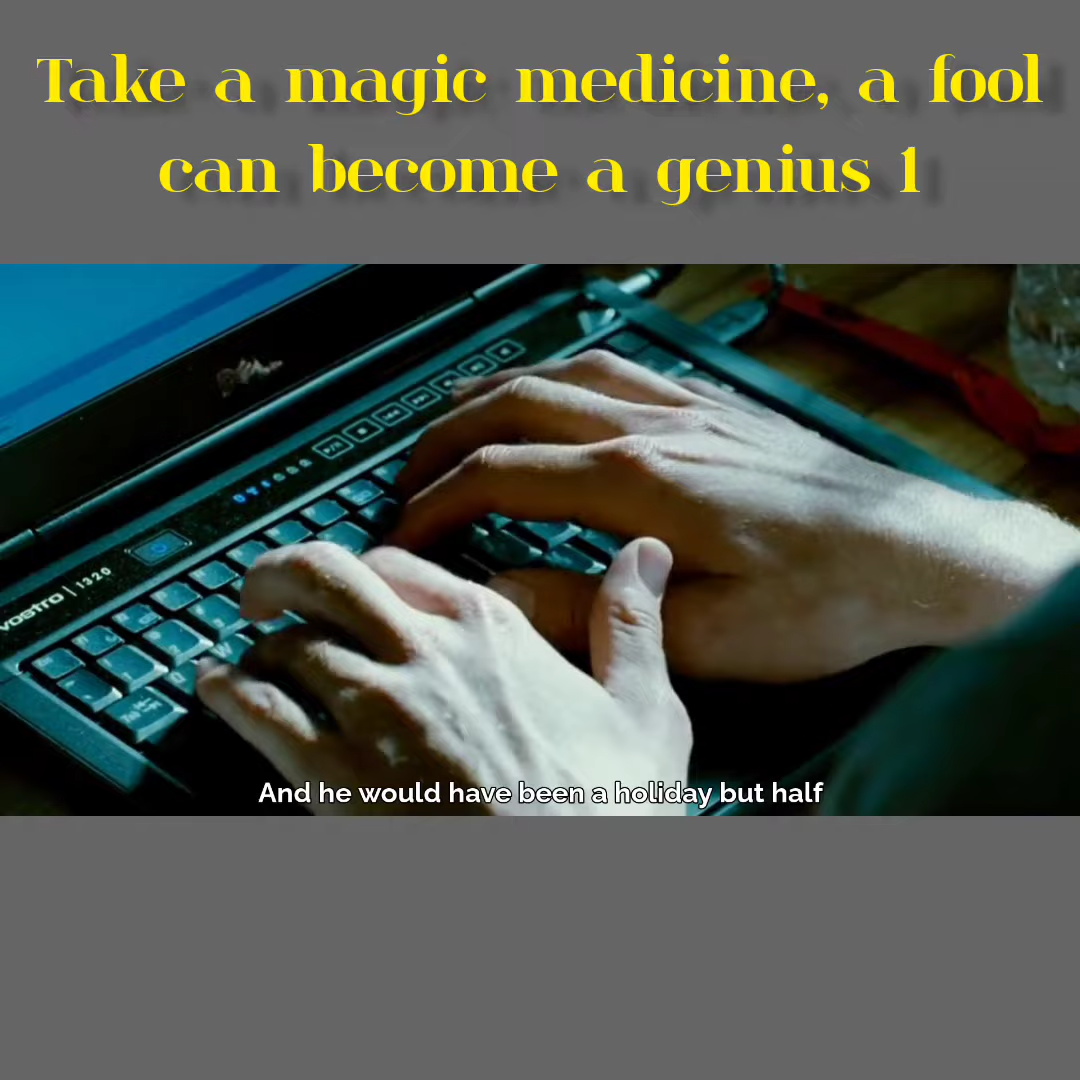 Take a magic medicine, a fool
can become a genius 1
vostro | 1320
And he would have been a holiday but half